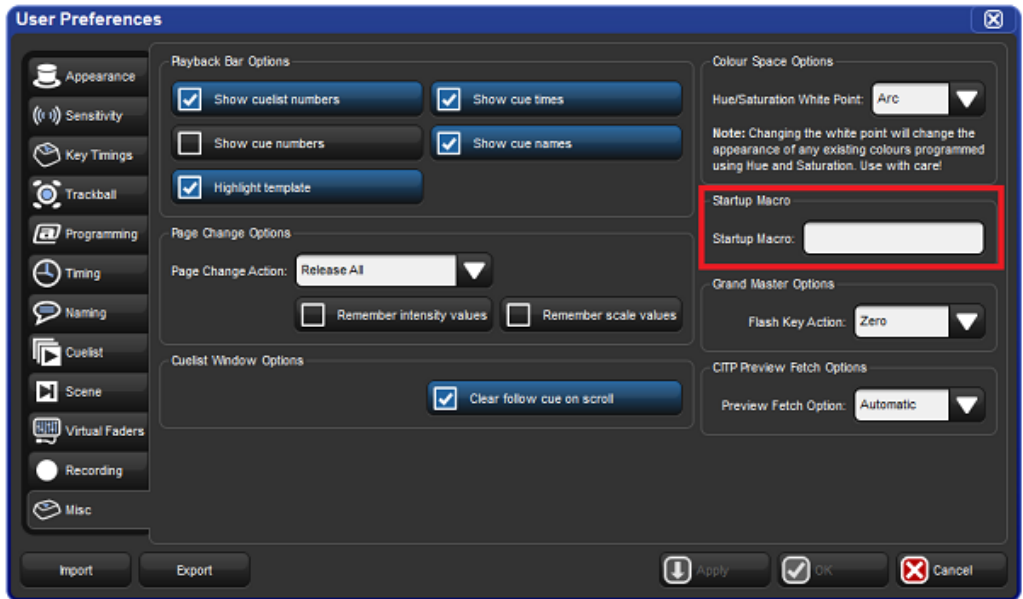 User Preferences
Appearance
Sensitivity
Key Timings
Trackball
Programming
Timing
Naming
Cuelist
Scene
Virtual Faders
Recording
Misc
Playback Bar Options
Show cuelist numbers
Show cue times
Show cue numbers
Show cue names
Highlight template
Page Change Options
Page Change Action: Release All
Remember intensity values
Remember scale values
Cuelist Window Options
Clear follow cue on scroll
Colour Space Options
Hue/Saturation White Point: Arc
Note: Changing the white point will change the
appearance of any existing colours programmed
using Hue and Saturation. Use with care!
Startup Macro
Startup Macro:
Grand Master Options
Flash Key Action: Zero
CITP Preview Fetch Options
Preview Fetch Option: Automatic
Import
Export
Apply
OK
Cancel